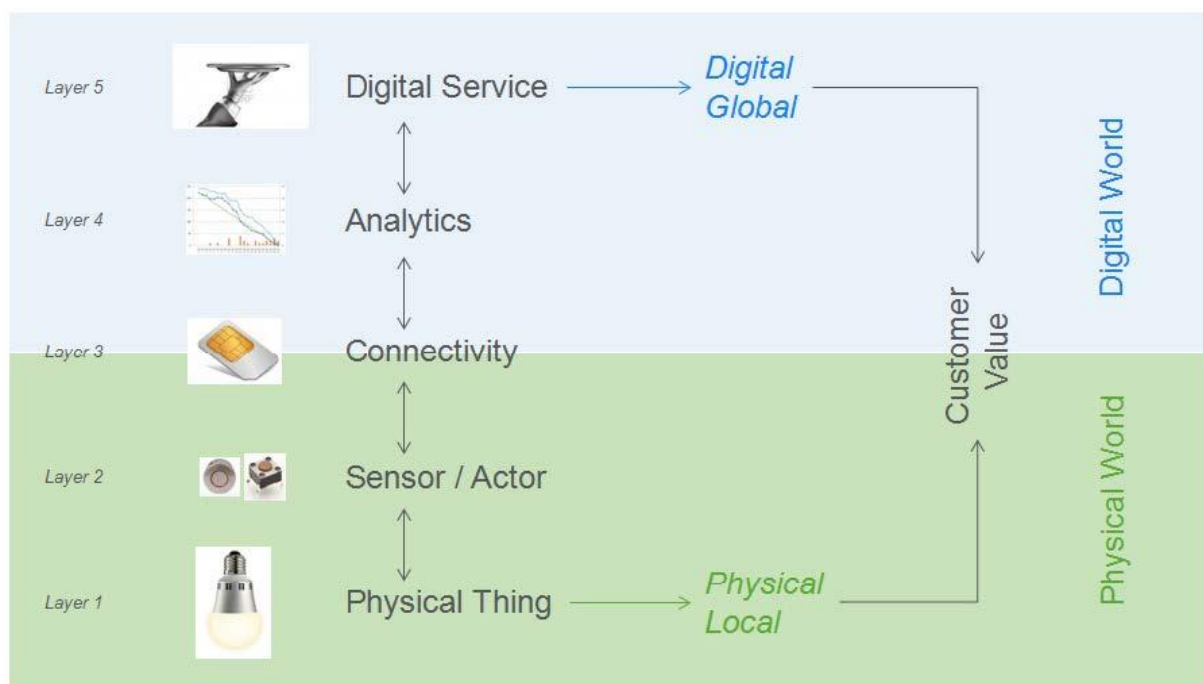 Layer 5
Digital Service
Digital
Global
Layer 4
Analytics
Digital World
Layer 3
Connectivity
Customer
Value
Layer 2
Sensor / Actor
Physical World
Layer 1
Physical Thing
Physical
Local